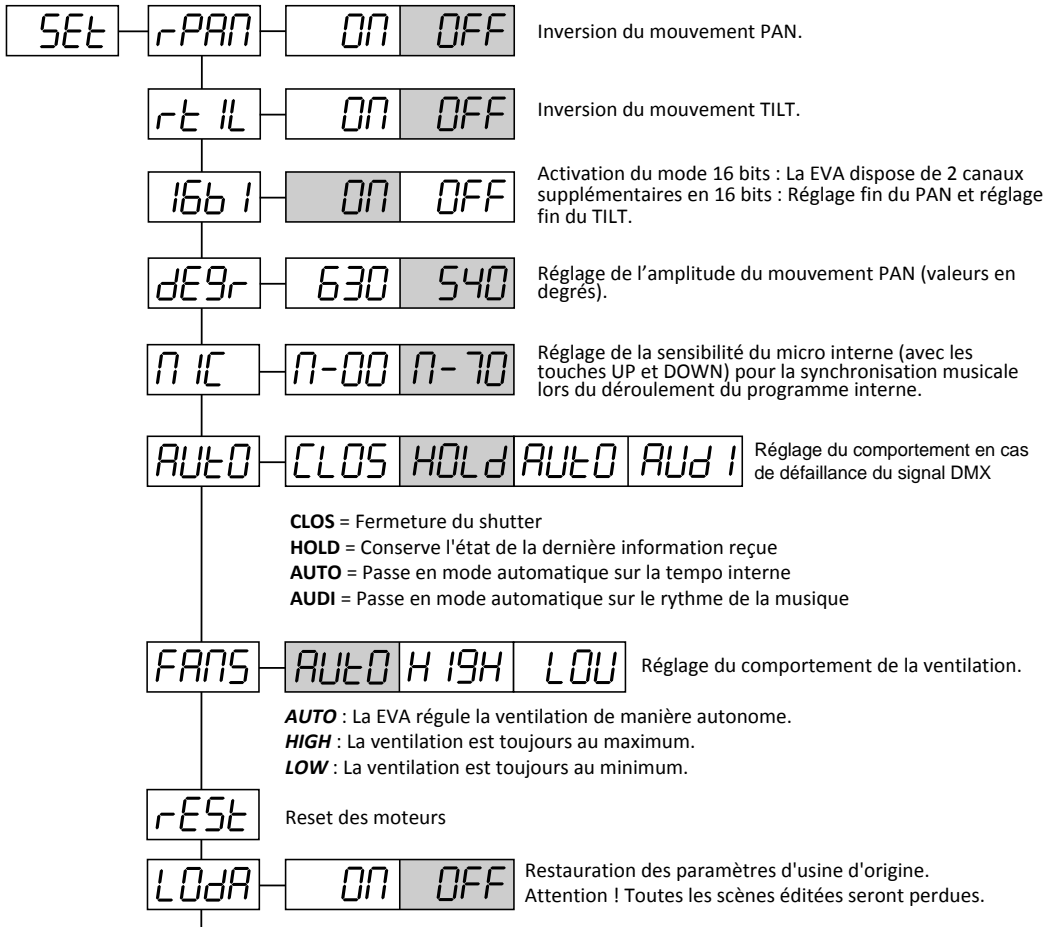 SEt rPAN ON OFF Inversion du mouvement PAN.
rtIL ON OFF Inversion du mouvement TILT.
16bI ON OFF Activation du mode 16 bits : La EVA dispose de 2 canaux
supplémentaires en 16 bits : Réglage fin du PAN et réglage
fin du TILT.
dEgr 630 540 Réglage de l’amplitude du mouvement PAN (valeurs en
degrés).
MIC M-00 M-70 Réglage de la sensibilité du micro interne (avec les
touches UP et DOWN) pour la synchronisation musicale
lors du déroulement du programme interne.
AUtO CLOS HOLd AUtO AUdI Réglage du comportement en cas
de défaillance du signal DMX
CLOS = Fermeture du shutter
HOLD = Conserve l'état de la dernière information reçue
AUTO = Passe en mode automatique sur la tempo interne
AUDI = Passe en mode automatique sur le rythme de la musique
FANS AUtO HIgH LOU Réglage du comportement de la ventilation.
AUTO : La EVA régule la ventilation de manière autonome.
HIGH : La ventilation est toujours au maximum.
LOW : La ventilation est toujours au minimum.
rESt Reset des moteurs
LOdA ON OFF Restauration des paramètres d'usine d'origine.
Attention ! Toutes les scènes éditées seront perdues.